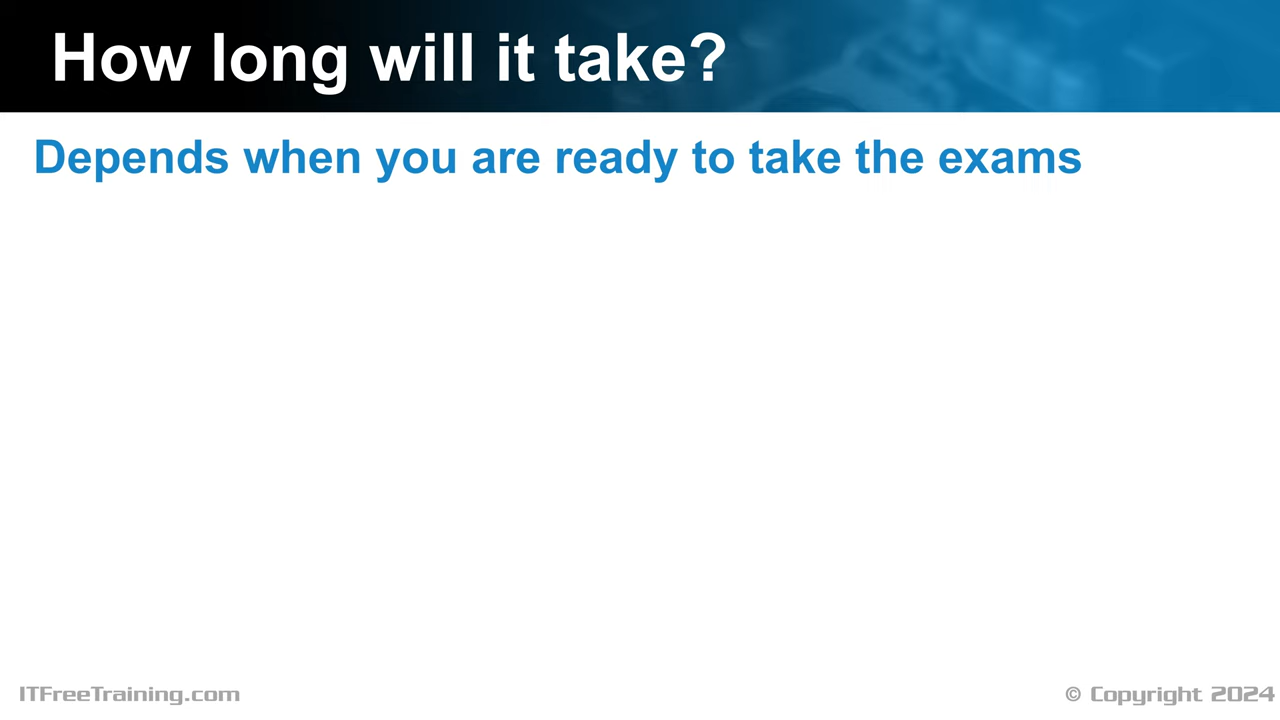 How long will it take?
Depends when you are ready to take the exams
ITFreeTraining.com
© Copyright 2024